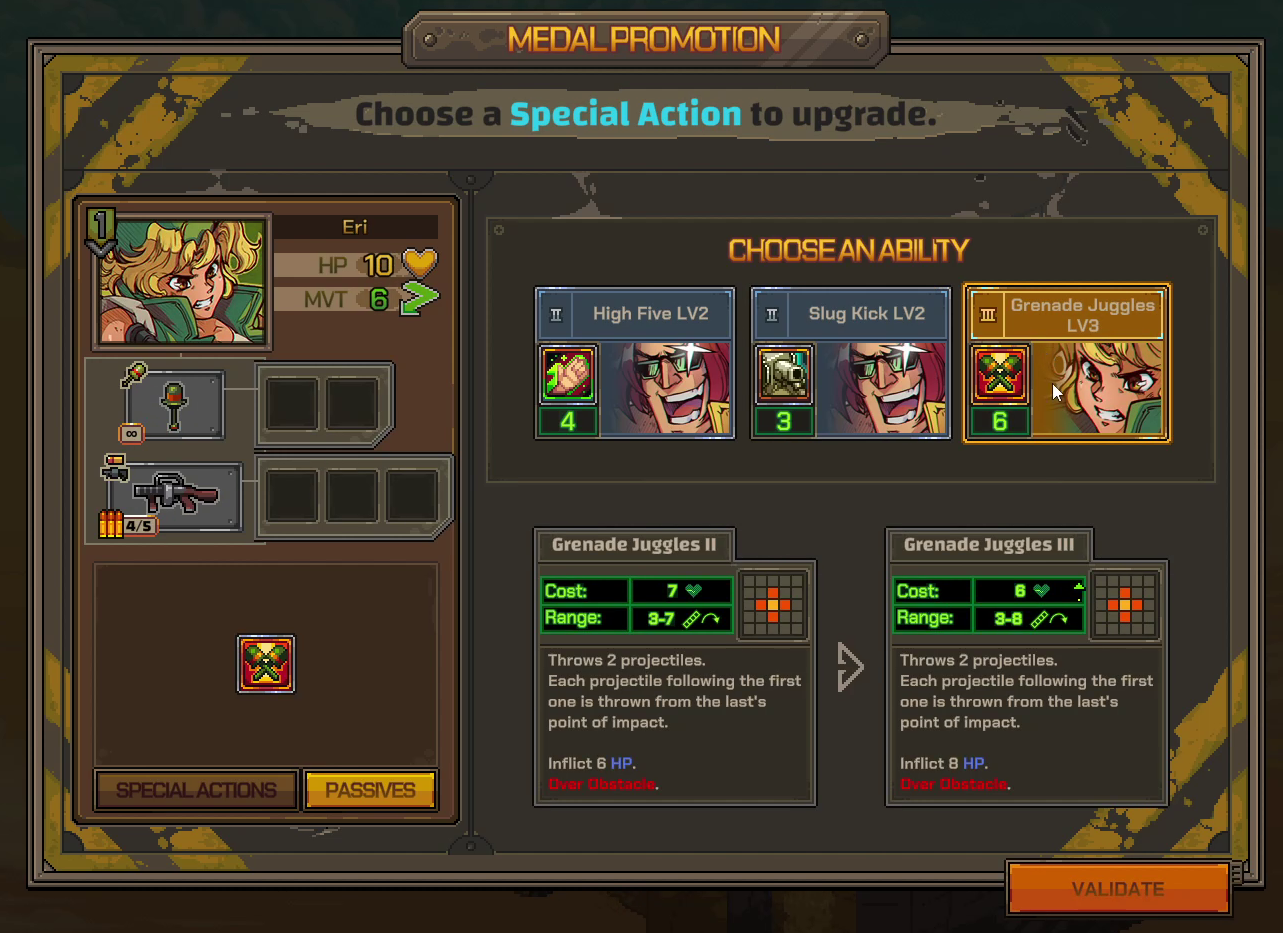 MEDAL PROMOTION
Choose a Special Action to upgrade.
1
Eri
HP 10
MVT 6
∞
4/5
SPECIAL ACTIONS
PASSIVES
CHOOSE AN ABILITY
II High Five LV2
4
II Slug Kick LV2
3
III Grenade Juggles
LV3
6
Grenade Juggles II
Cost: 7
Range: 3-7
Throws 2 projectiles.
Each projectile following the first
one is thrown from the last's
point of impact.
Inflict 6 HP.
Over Obstacle.
Grenade Juggles III
Cost: 6
Range: 3-8
Throws 2 projectiles.
Each projectile following the first
one is thrown from the last's
point of impact.
Inflict 8 HP.
Over Obstacle.
VALIDATE